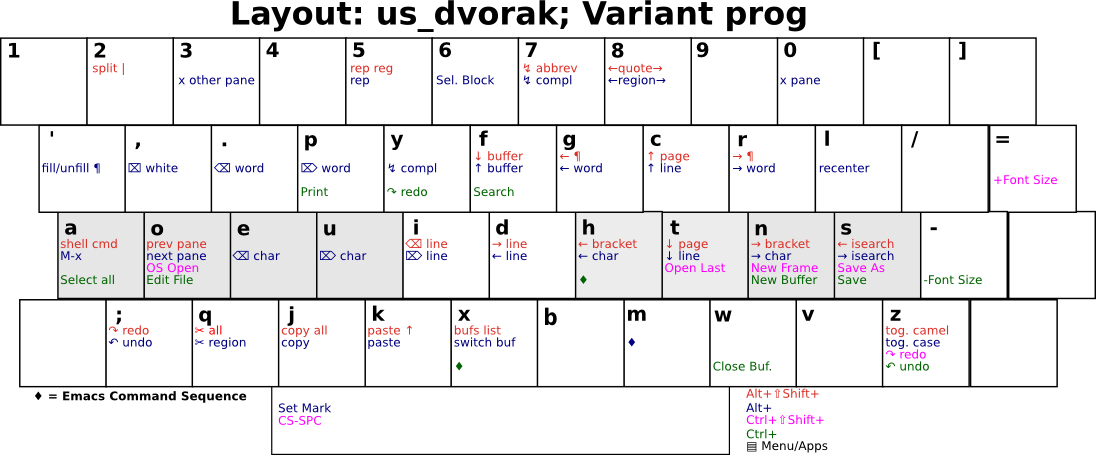 Layout: us_dvorak; Variant prog
1
2
split |
3
x other pane
4
5
rep reg
rep
6
Sel. Block
7
↯ abbrev
↯ compl
8
←quote→
←region→
9
0
x pane
[
]
'
fill/unfill ¶
,
⌧ white
.
⌫ word
p
⌦ word
Print
y
↯ compl
↷ redo
f
↓ buffer
↑ buffer
Search
g
← ¶
← word
c
↑ page
↑ line
r
→ ¶
→ word
l
recenter
/
=
+Font Size
a
shell cmd
M-x
Select all
o
prev pane
next pane
OS Open
Edit File
e
⌫ char
u
⌦ char
i
⌫ line
⌦ line
d
→ line
← line
h
← bracket
← char
♦
t
↓ page
↓ line
Open Last
n
→ bracket
→ char
New Frame
New Buffer
s
← isearch
→ isearch
Save As
Save
-
-Font Size
;
↷ redo
↶ undo
q
✂ all
✂ region
j
copy all
copy
k
paste ↑
paste
x
bufs list
switch buf
♦
b
m
♦
w
Close Buf.
v
z
tog. camel
tog. case
↷ redo
↶ undo
♦ = Emacs Command Sequence
Set Mark
CS-SPC
Alt+⇧Shift+
Alt+
Ctrl+⇧Shift+
Ctrl+
▤ Menu/Apps